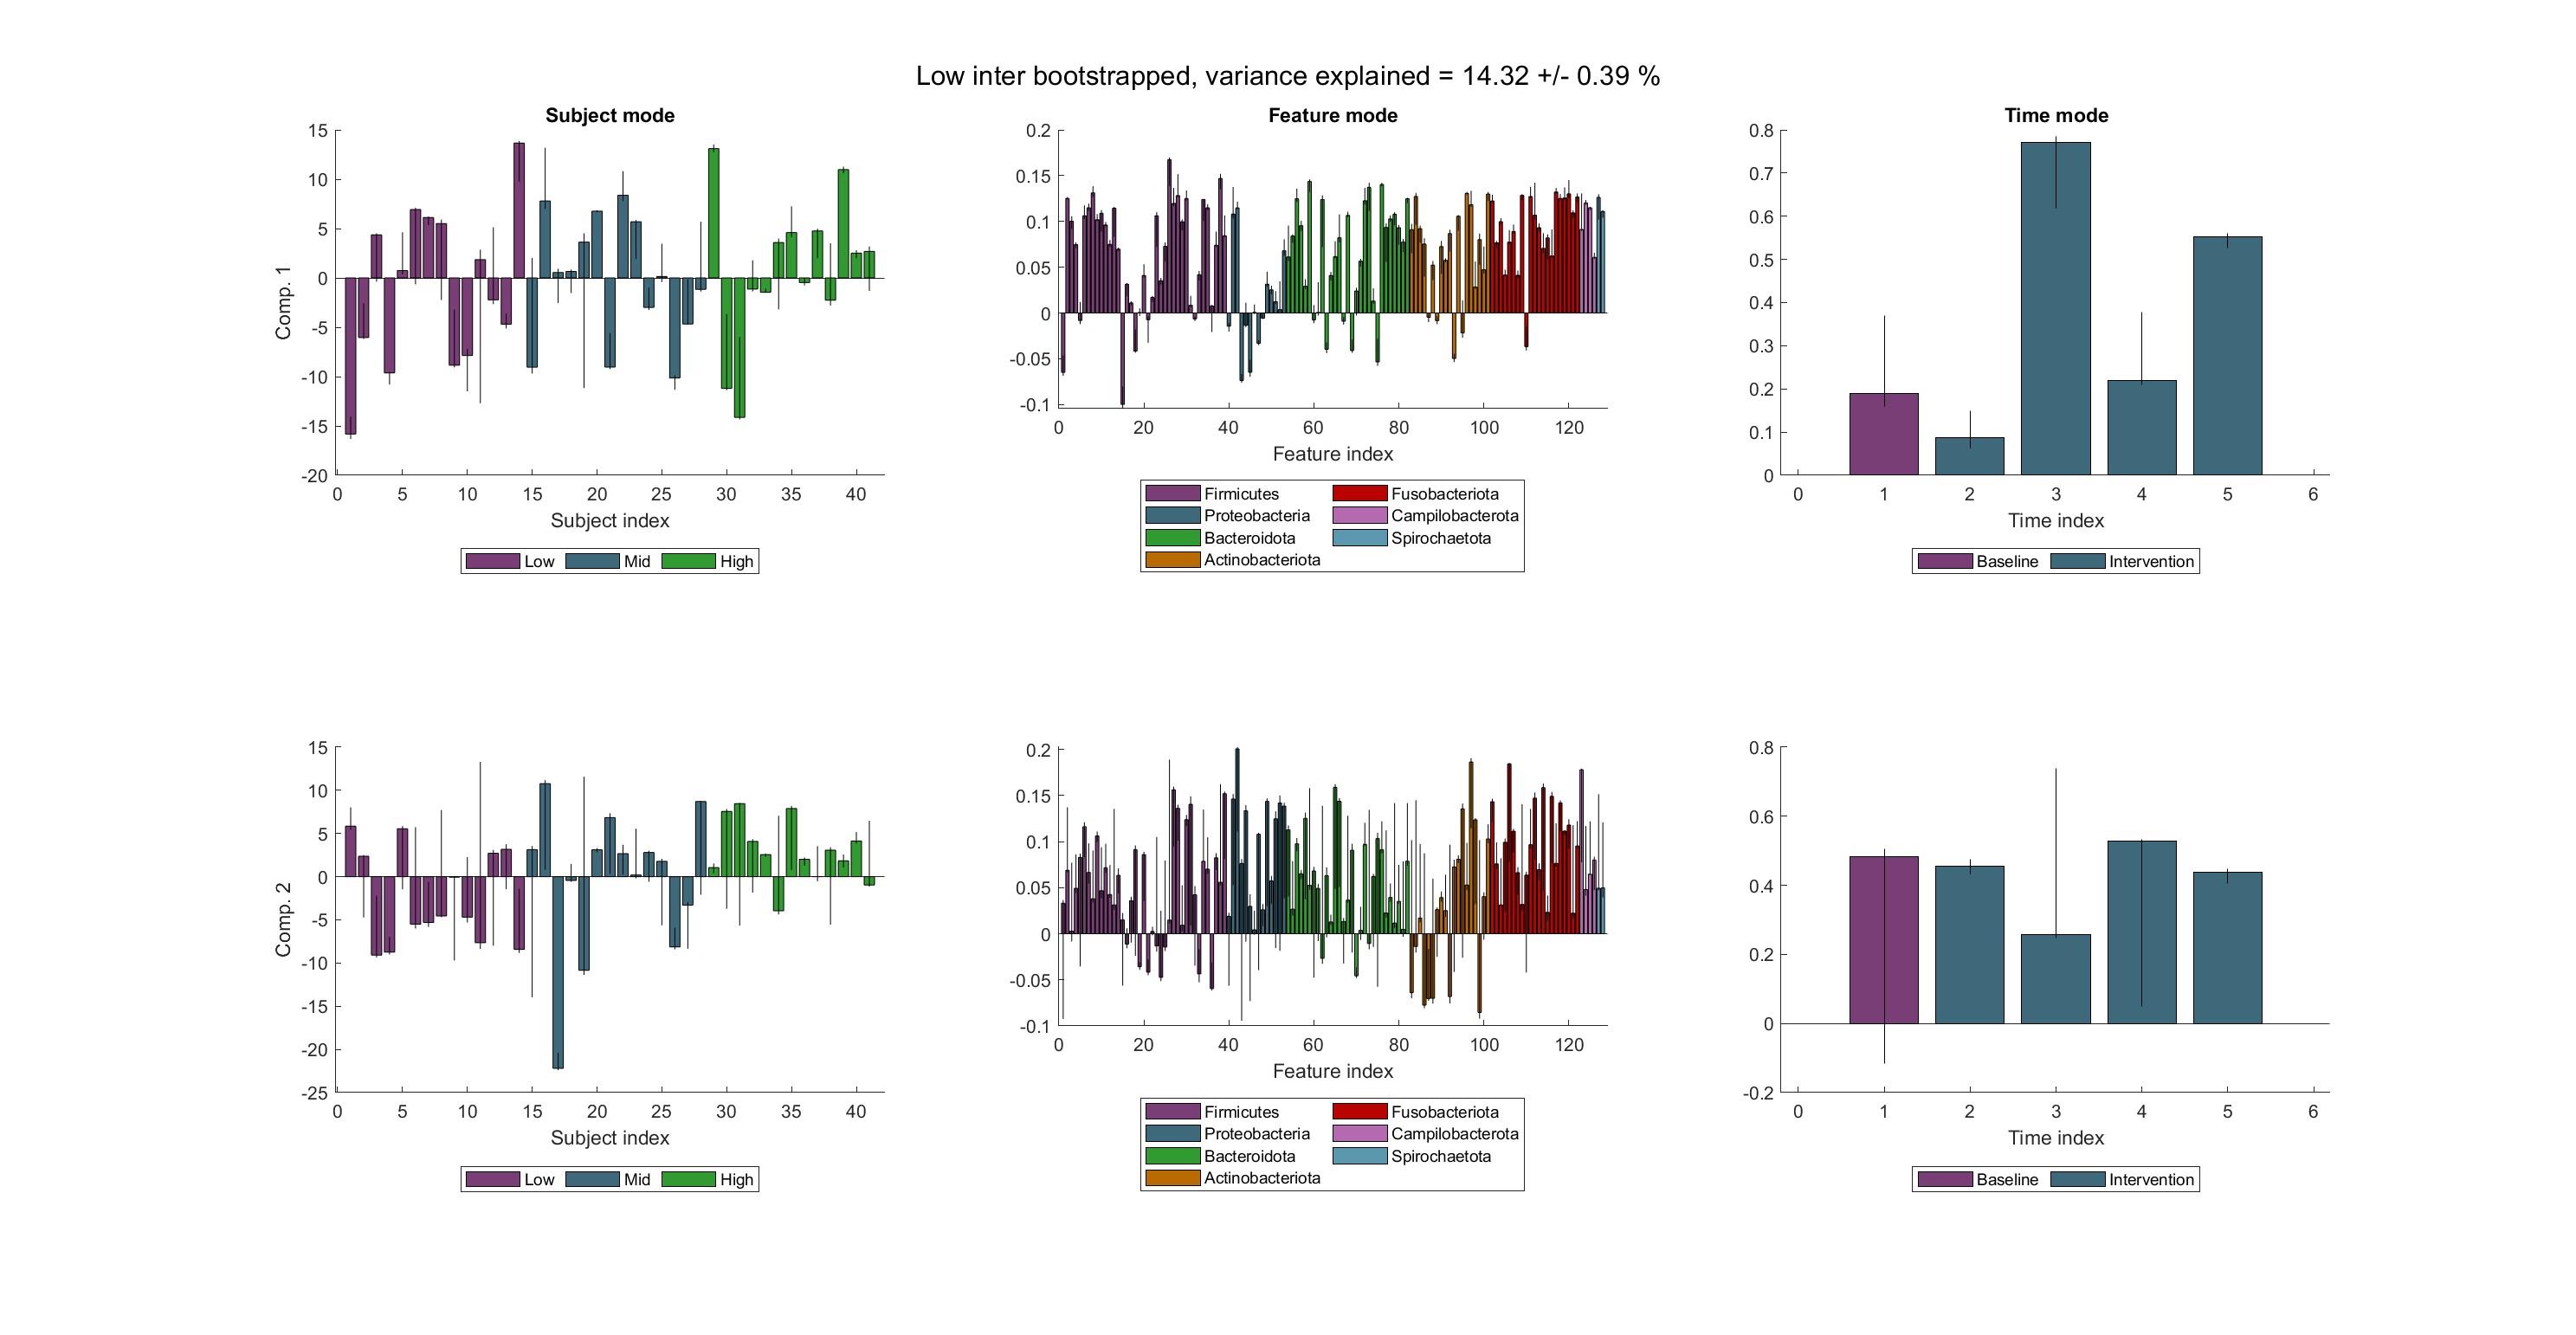 Low inter bootstrapped, variance explained = 14.32 +/- 0.39 %
Subject mode
Comp. 1
15
10
5
0
-5
-10
-15
-20
0 5 10 15 20 25 30 35 40
Subject index
Low Mid High
Feature mode
0.2
0.15
0.1
0.05
0
-0.05
-0.1
0 20 40 60 80 100 120
Feature index
Firmicutes Fusobacteriota
Proteobacteria Campilobacterota
Bacteroidota Spirochaetota
Actinobacteriota
Time mode
0.8
0.7
0.6
0.5
0.4
0.3
0.2
0.1
0
0 1 2 3 4 5 6
Time index
Baseline Intervention
Comp. 2
15
10
5
0
-5
-10
-15
-20
-25
0 5 10 15 20 25 30 35 40
Subject index
Low Mid High
0.2
0.15
0.1
0.05
0
-0.05
-0.1
0 20 40 60 80 100 120
Feature index
Firmicutes Fusobacteriota
Proteobacteria Campilobacterota
Bacteroidota Spirochaetota
Actinobacteriota
0.8
0.6
0.4
0.2
0
-0.2
0 1 2 3 4 5 6
Time index
Baseline Intervention